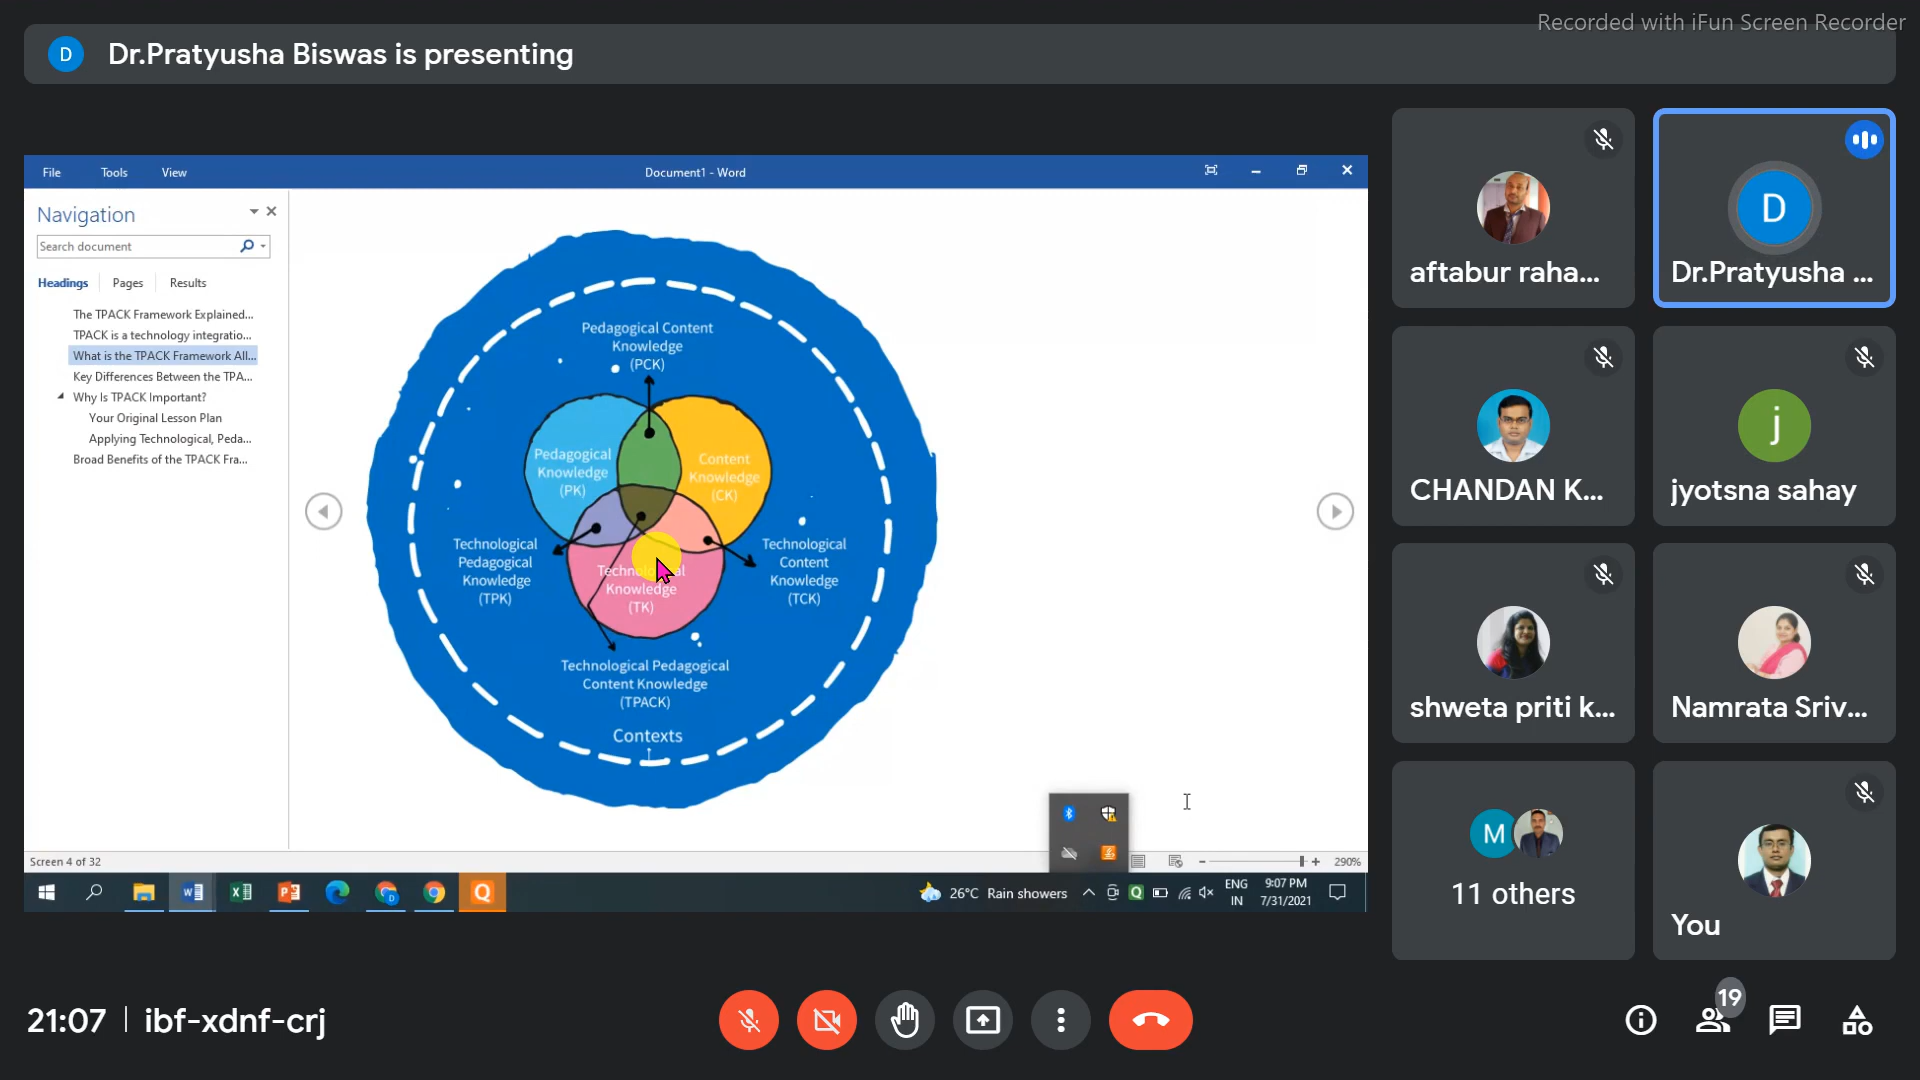 Recorded with iFun Screen Recorder
D
Dr.Pratyusha Biswas is presenting
File
Tools
View
Document1 - Word
Navigation
Search document
Headings
Pages
Results
The TPACK Framework Explained...
TPACK is a technology integratio...
What is the TPACK Framework All...
Key Differences Between the TPA...
Why Is TPACK Important?
Your Original Lesson Plan
Applying Technological, Peda...
Broad Benefits of the TPACK Fra...
Pedagogical Content
Knowledge
(PCK)
Pedagogical
Knowledge
(PK)
Content
Knowledge
(CK)
Technological
Pedagogical
Knowledge
(TPK)
Technological
Content
Knowledge
(TCK)
Technological
Knowledge
(TK)
Technological Pedagogical
Content Knowledge
(TPACK)
Contexts
Screen 4 of 32
290%
26°C Rain showers
ENG
IN
9:07 PM
7/31/2021
aftabur raha...
D
Dr.Pratyusha ...
CHANDAN K...
j
jyotsna sahay
shweta priti k...
Namrata Sriv...
M
11 others
You
21:07
ibf-xdnf-crj
19